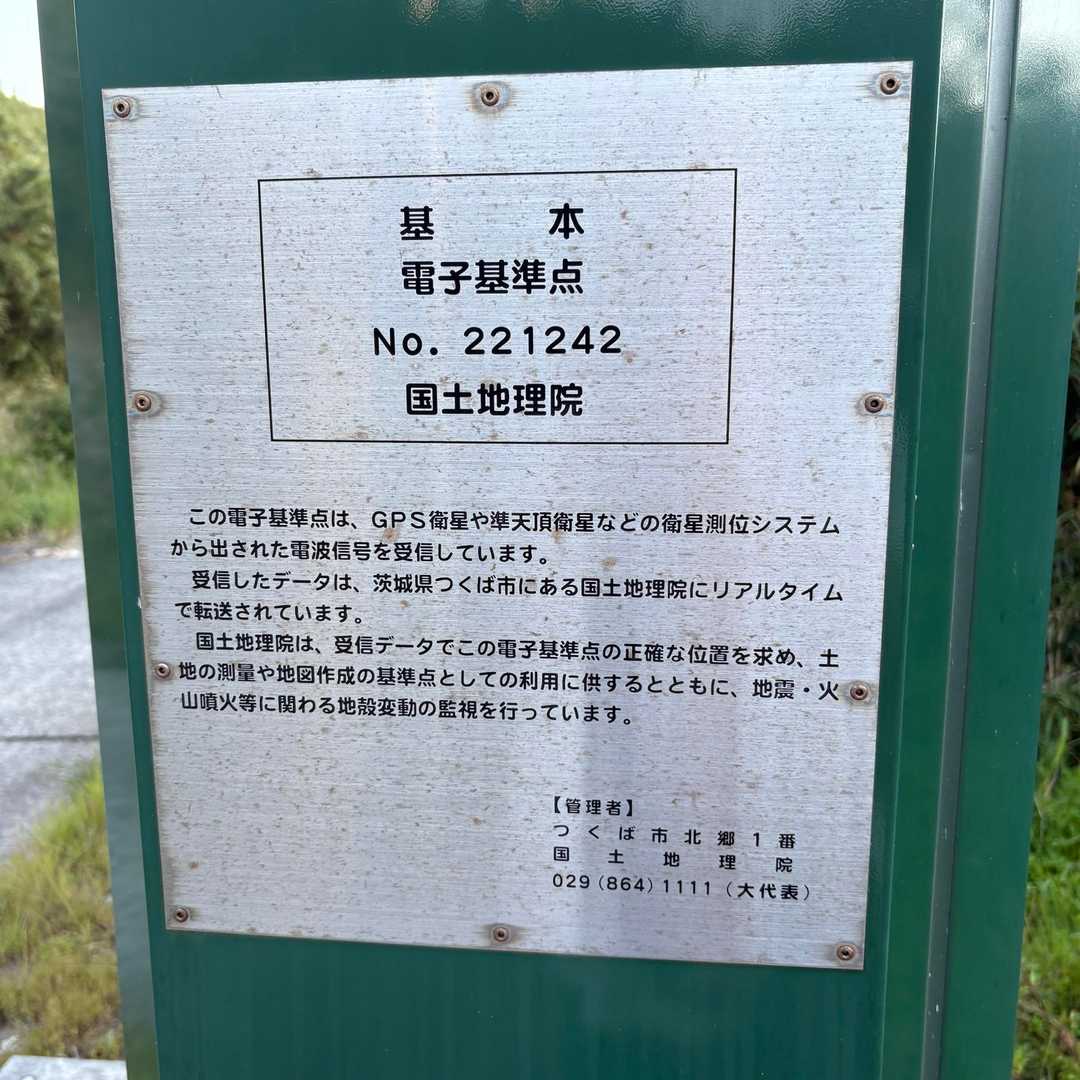 基　本
電子基準点
No. 221242
国土地理院
この電子基準点は、GPS衛星や準天頂衛星などの衛星測位システム
から出された電波信号を受信しています。
受信したデータは、茨城県つくば市にある国土地理院にリアルタイム
で転送されています。
国土地理院は、受信データでこの電子基準点の正確な位置を求め、土
地の測量や地図作成の基準点としての利用に供するとともに、地震・火
山噴火等に関わる地殻変動の監視を行っています。
【管理者】
つくば市北郷1番
国土地理院
029(864)1111(大代表)